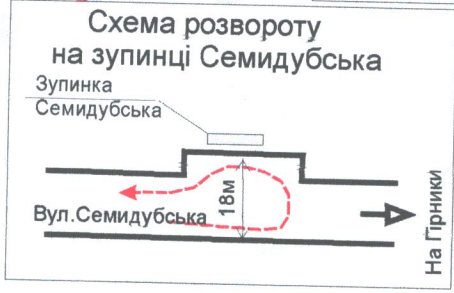 Схема розвороту
на зупинці Семидубська
Зупинка
Семидубська
18м
Вул.Семидубська
На Гірники